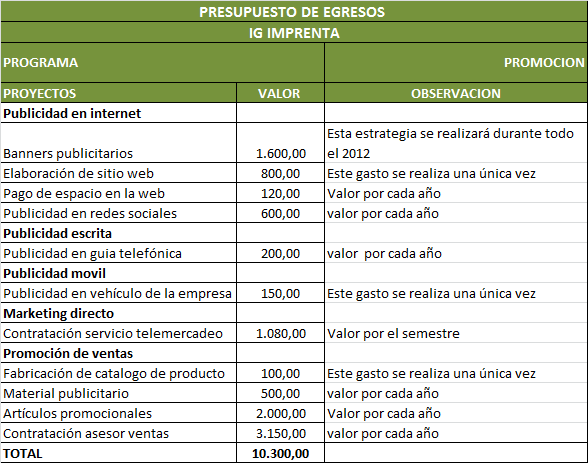 PRESUPUESTO DE EGRESOS
IG IMPRENTA
PROGRAMA PROMOCION
PROYECTOS VALOR OBSERVACION
Publicidad en internet
Banners publicitarios 1.600,00 Esta estrategia se realizará durante todo
el 2012
Elaboración de sitio web 800,00 Este gasto se realiza una única vez
Pago de espacio en la web 120,00 Valor por cada año
Publicidad en redes sociales 600,00 valor por cada año
Publicidad escrita
Publicidad en guia telefónica 200,00 valor por cada año
Publicidad movil
Publicidad en vehículo de la empresa 150,00 Este gasto se realiza una única vez
Marketing directo
Contratación servicio telemercadeo 1.080,00 Valor por el semestre
Promoción de ventas
Fabricación de catalogo de producto 100,00 Este gasto se realiza una única vez
Material publicitario 500,00 valor por cada año
Artículos promocionales 2.000,00 Valor por cada año
Contratación asesor ventas 3.150,00 valor por cada año
TOTAL 10.300,00